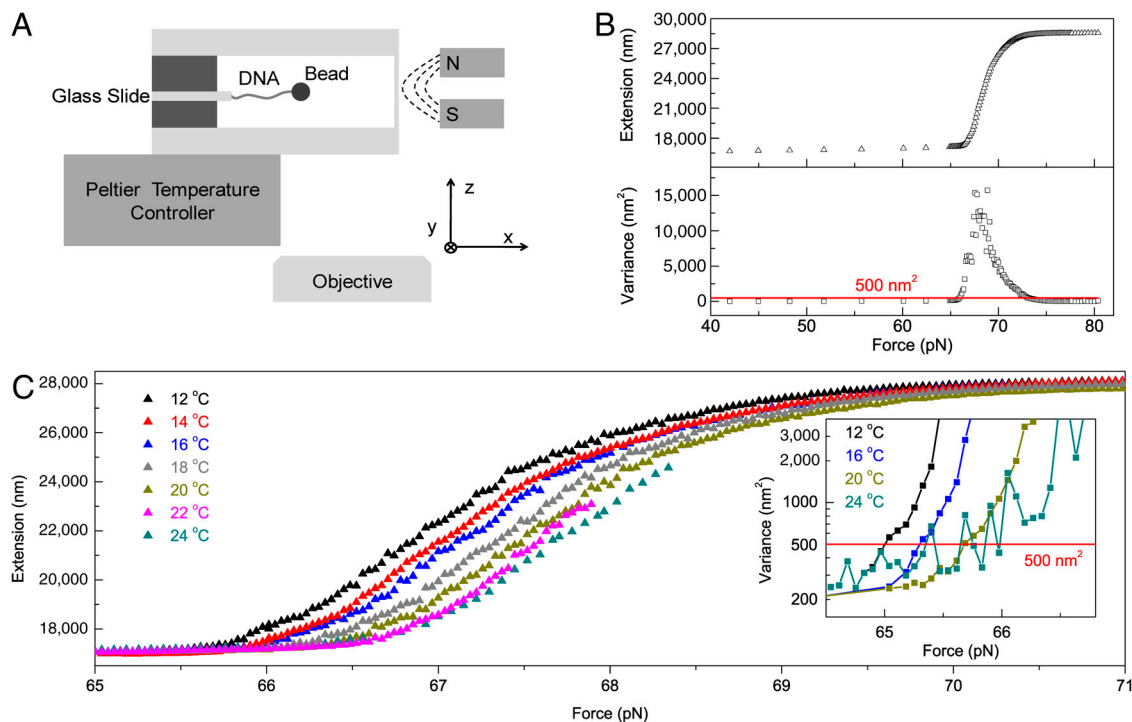 A
Glass Slide
DNA
Bead
N
S
Peltier Temperature
Controller
z
y
x
Objective
B
30,000
27,000
24,000
21,000
18,000
Extension (nm)
15,000
10,000
5,000
0
Varriance (nm²)
500 nm²
40 50 60 70 80
Force (pN)
C
28,000
26,000
24,000
22,000
20,000
18,000
Extension (nm)
12 °C
14 °C
16 °C
18 °C
20 °C
22 °C
24 °C
65 66 67 68 69 70 71
Force (pN)
12 °C
16 °C
20 °C
24 °C
3,000
2,000
1000
500
200
Variance (nm²)
500 nm²
65 66
Force (pN)